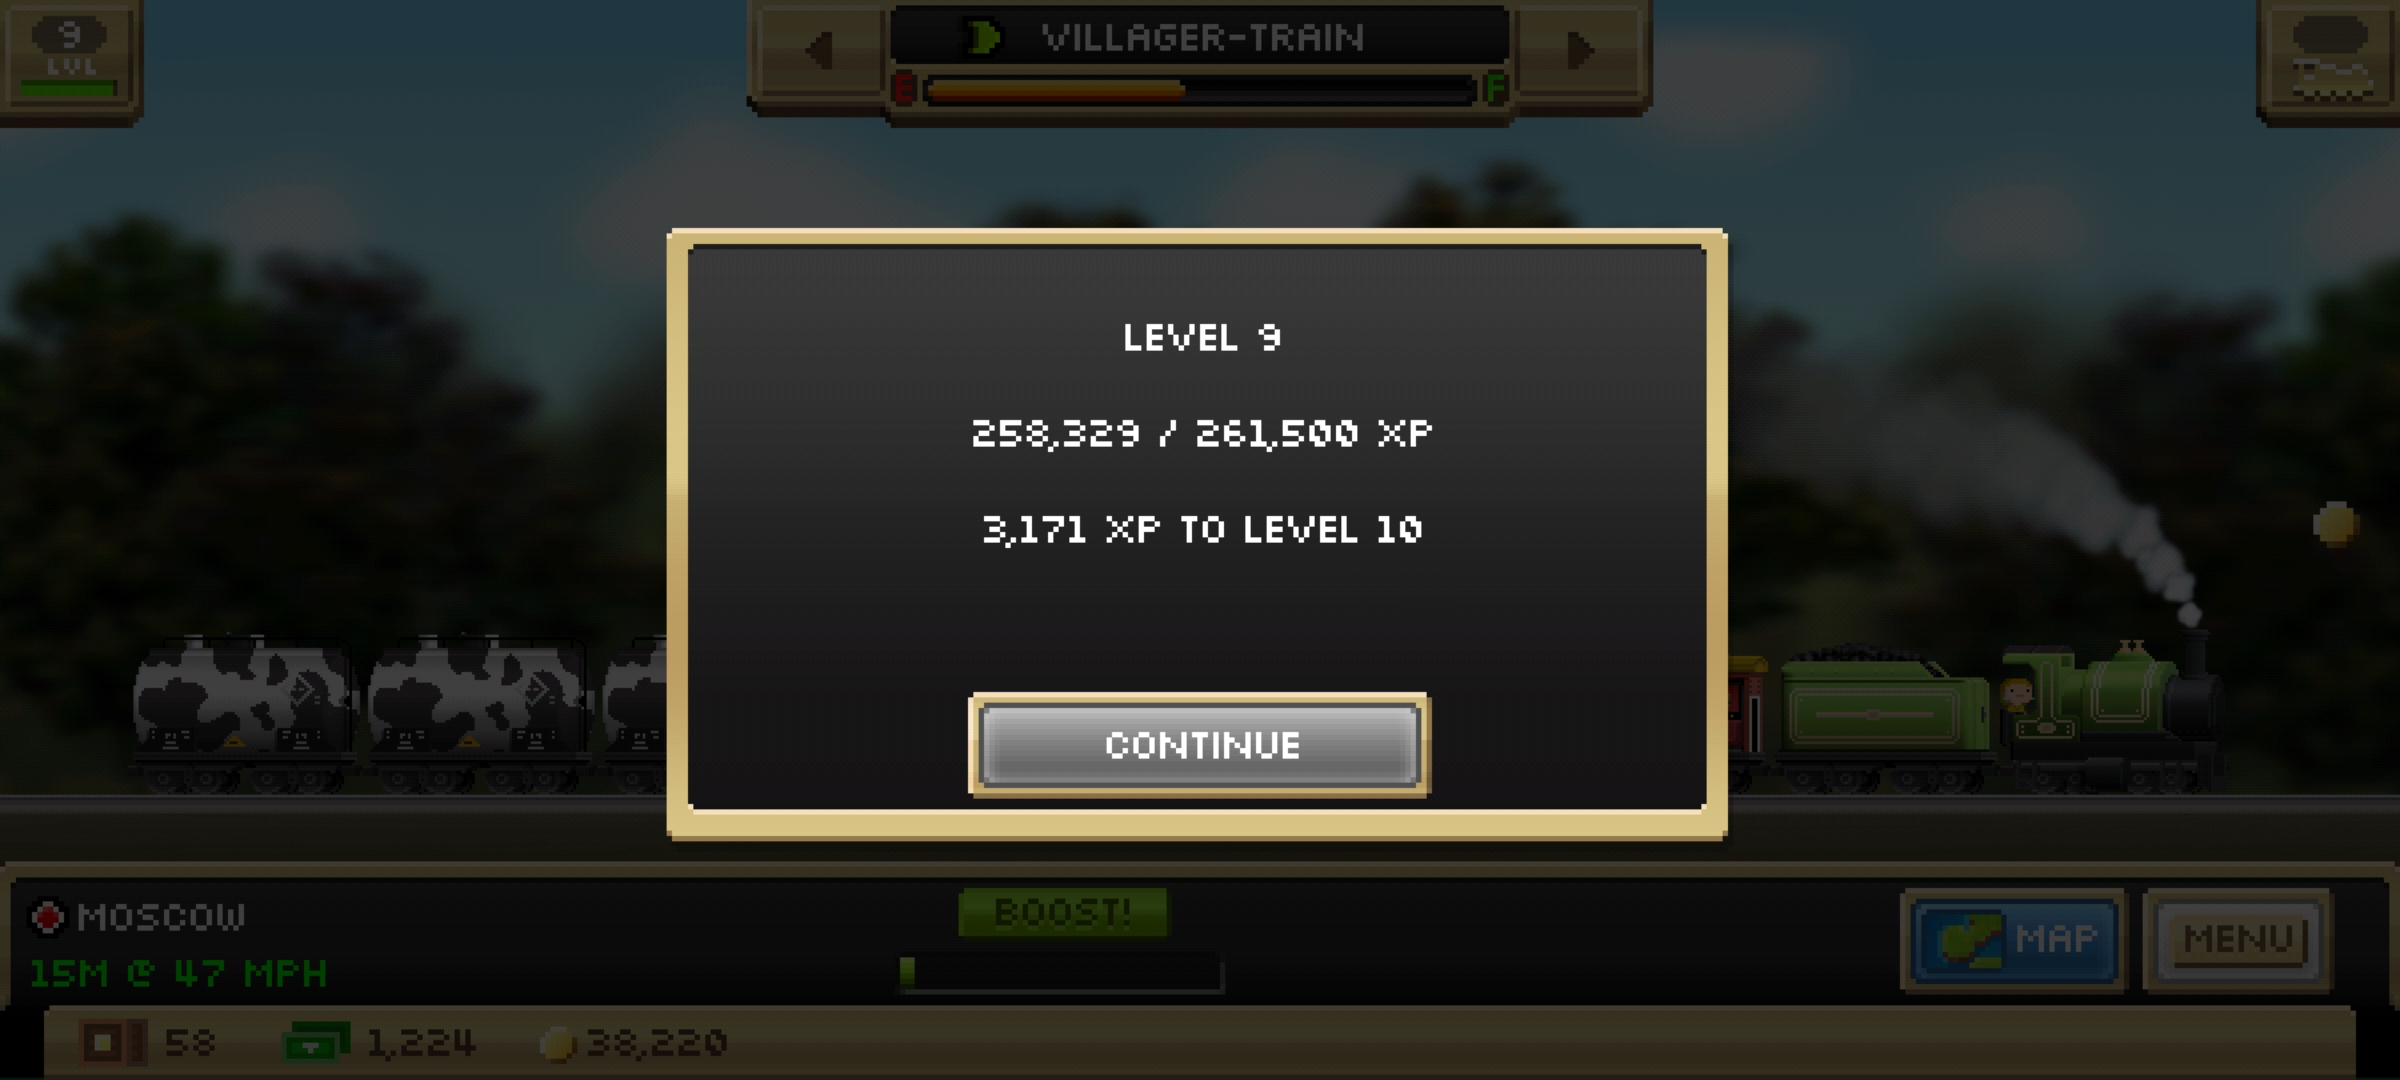 9
LVL
VILLAGER-TRAIN
E F
LEVEL 9
258,329 / 261,500 XP
3,171 XP TO LEVEL 10
CONTINUE
MOSCOW
15M @ 47 MPH
BOOST!
MAP
MENU
58 1,224 38,220